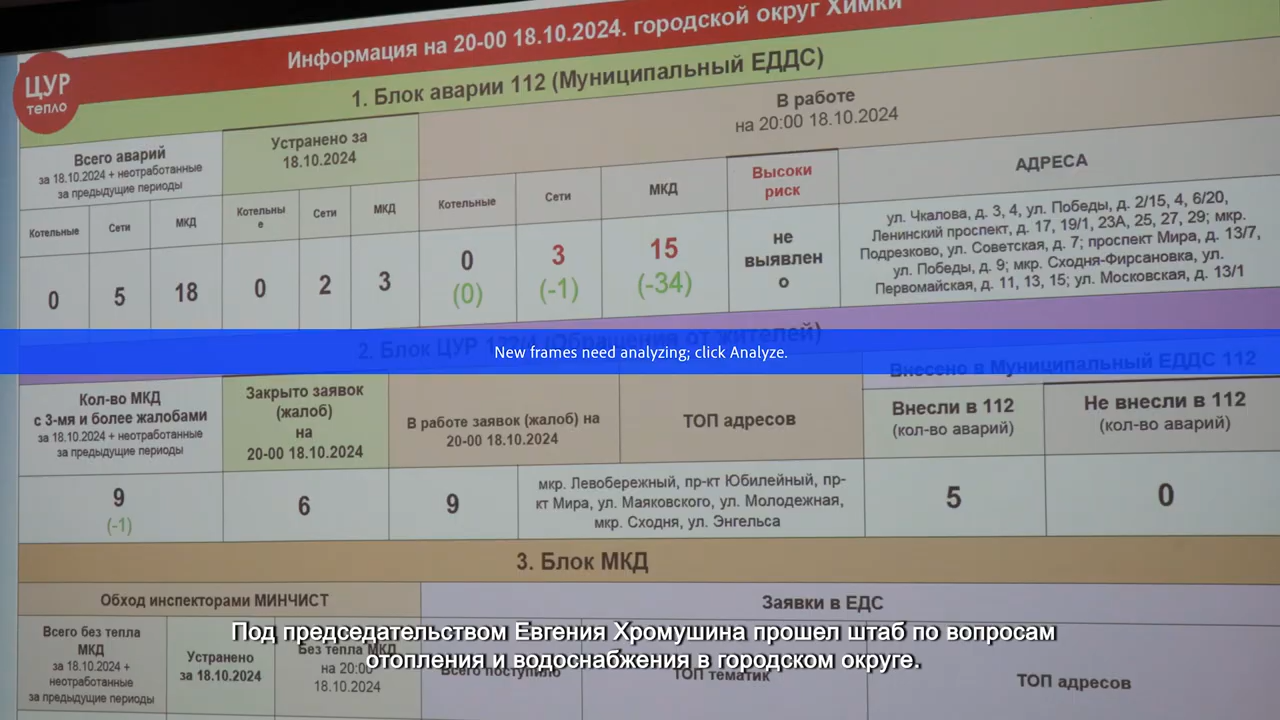 Информация на 20-00 18.10.2024. городской округ Химки
ЦУР
тепло
1. Блок аварии 112 (Муниципальный ЕДДС)
Всего аварий
за 18.10.2024 + неотработанные
за предыдущие периоды
Устранено за
18.10.2024
В работе
на 20:00 18.10.2024
Котельные
Сети
МКД
Котельны
е
Сети
МКД
Котельные
Сети
МКД
Высоки
риск
АДРЕСА
0
5
18
0
2
3
0
(0)
3
(-1)
15
(-34)
не
выявлен
о
ул. Чкалова, д. 3, 4, ул. Победы, д. 2/15, 4, 6/20,
Ленинский проспект, д. 17, 19/1, 23А, 25, 27, 29; мкр.
Подрезково, ул. Советская, д. 7; проспект Мира, д. 13/7,
ул. Победы, д. 9; мкр. Сходня-Фирсановка, ул.
Первомайская, д. 11, 13, 15; ул. Московская, д. 13/1
2. Блок ЦУР (Обращения от жителей)
New frames need analyzing; click Analyze.
Внесено в Муниципальный ЕДДС 112
Кол-во МКД
с 3-мя и более жалобами
за 18.10.2024 + неотработанные
за предыдущие периоды
Закрыто заявок
(жалоб)
на
20-00 18.10.2024
В работе заявок (жалоб) на
20-00 18.10.2024
ТОП адресов
Внесли в 112
(кол-во аварий)
Не внесли в 112
(кол-во аварий)
9
(-1)
6
9
мкр. Левобережный, пр-кт Юбилейный, пр-
кт Мира, ул. Маяковского, ул. Молодежная,
мкр. Сходня, ул. Энгельса
5
0
3. Блок МКД
Обход инспекторами МИНЧИСТ
Заявки в ЕДС
Всего без тепла
МКД
за 18.10.2024 +
неотработанные
за предыдущие периоды
Устранено
за 18.10.2024
Без тепла МКД
на 20:00
18.10.2024
Всего поступило
ТОП тематик
ТОП адресов
Под председательством Евгения Хромушина прошел штаб по вопросам
отопления и водоснабжения в городском округе.